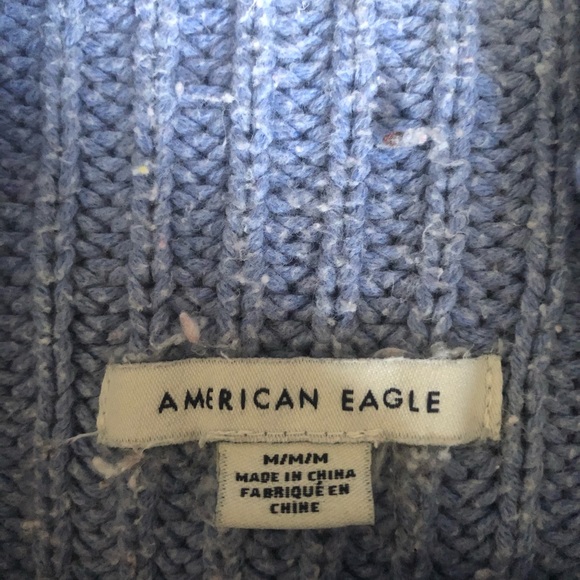 AMERICAN EAGLE
M/M/M
MADE IN CHINA
FABRIQUÉ EN
CHINE